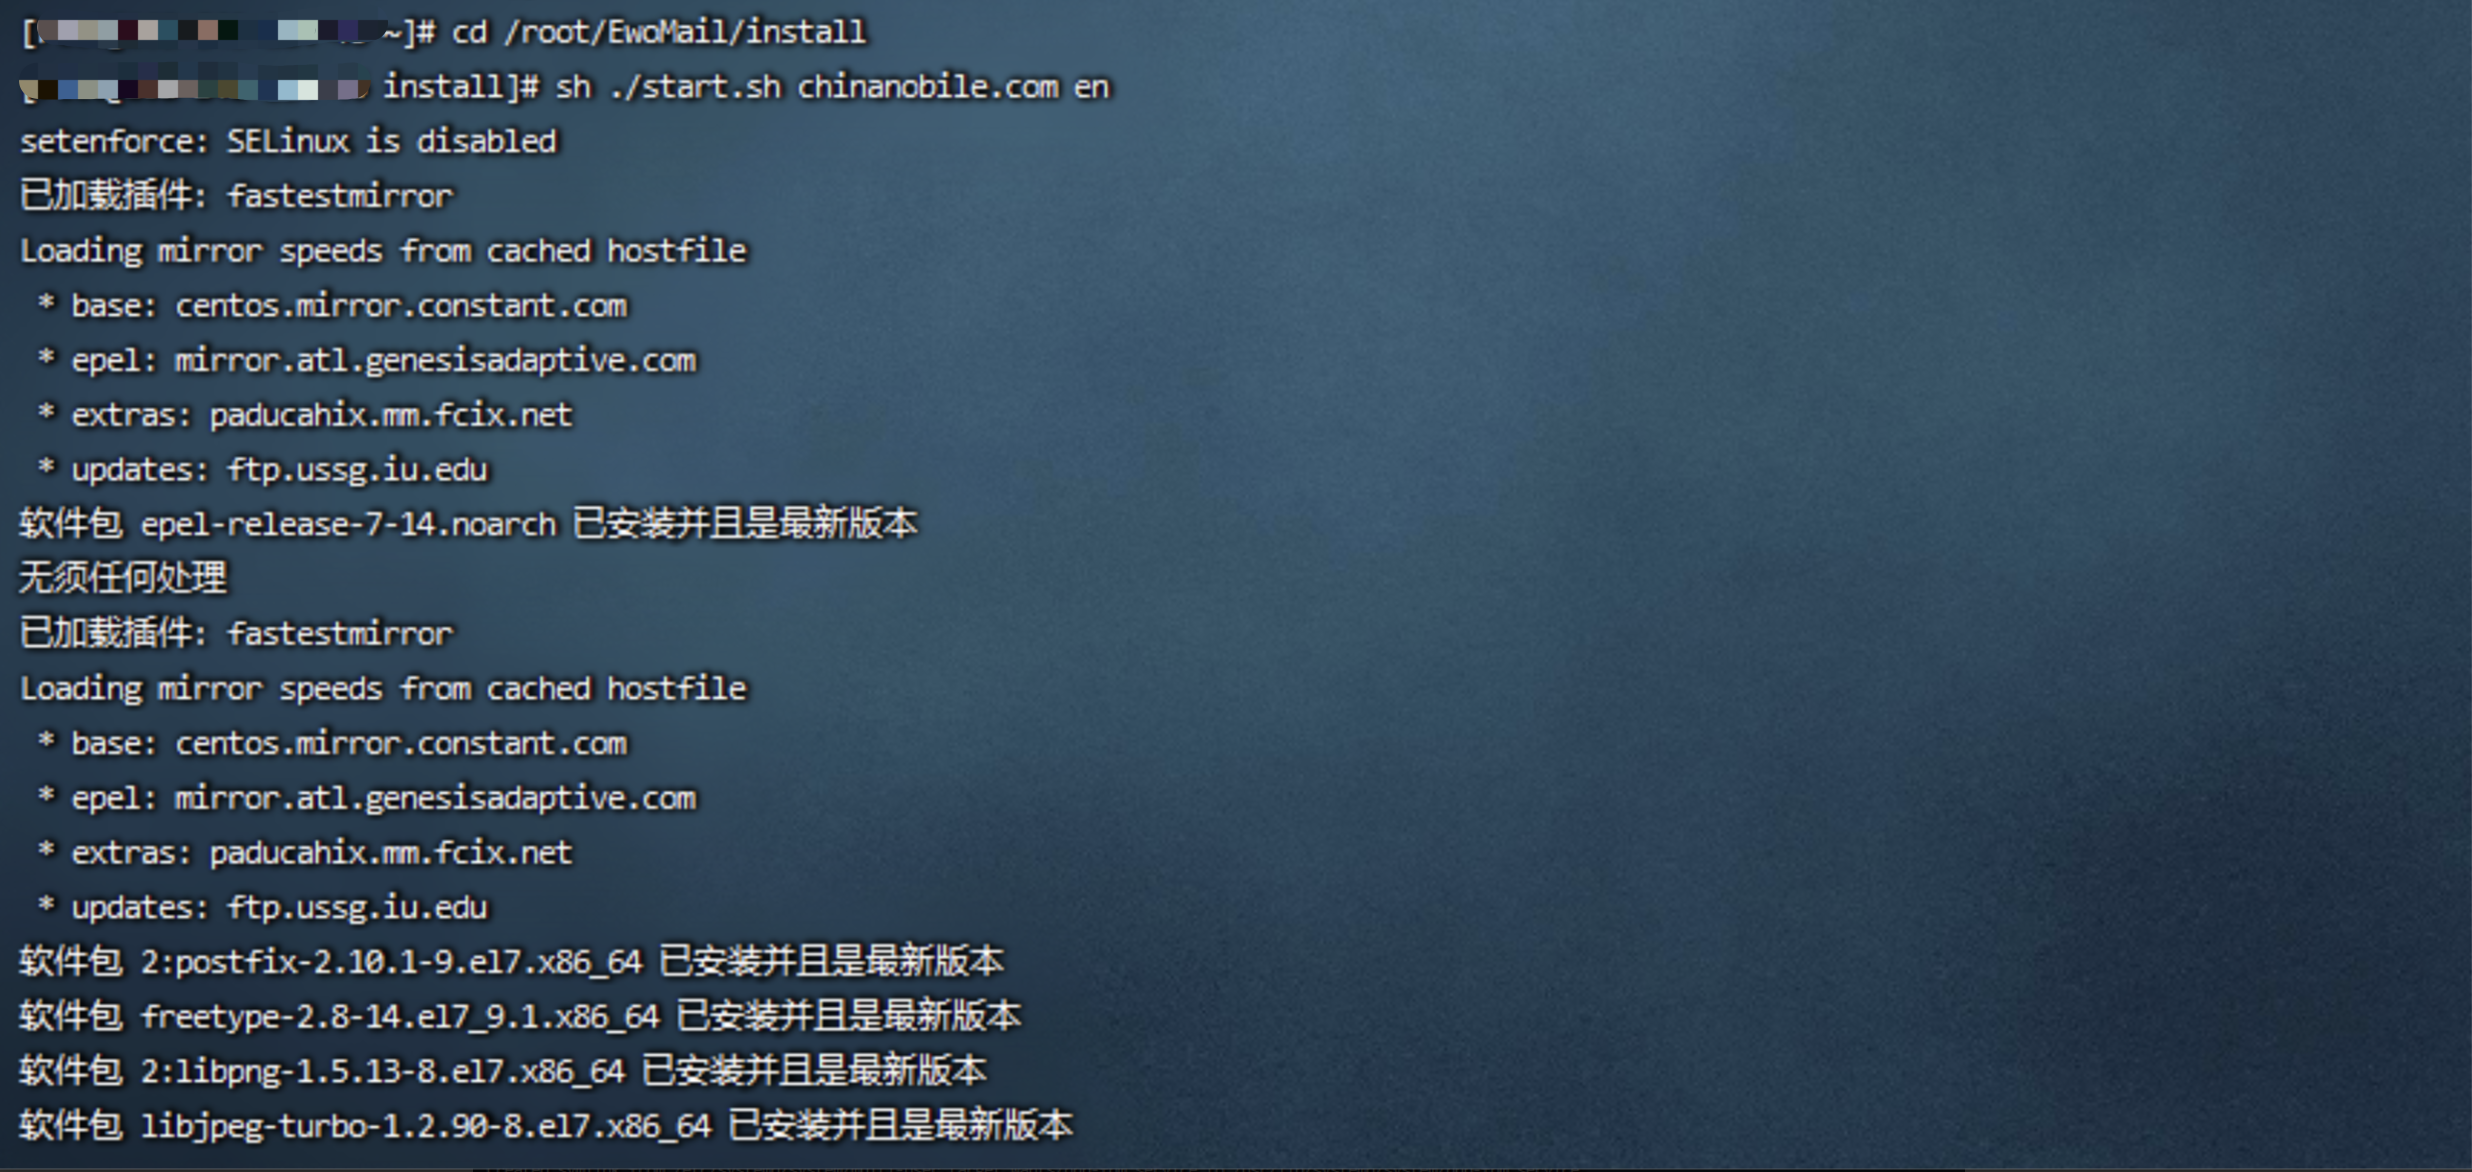 ~]# cd /root/EwoMail/install
install]# sh ./start.sh chinanobile.com en
setenforce: SELinux is disabled
已加载插件: fastestmirror
Loading mirror speeds from cached hostfile
 * base: centos.mirror.constant.com
 * epel: mirror.atl.genesisadaptive.com
 * extras: paducahix.mm.fcix.net
 * updates: ftp.ussg.iu.edu
软件包 epel-release-7-14.noarch 已安装并且是最新版本
无须任何处理
已加载插件: fastestmirror
Loading mirror speeds from cached hostfile
 * base: centos.mirror.constant.com
 * epel: mirror.atl.genesisadaptive.com
 * extras: paducahix.mm.fcix.net
 * updates: ftp.ussg.iu.edu
软件包 2:postfix-2.10.1-9.el7.x86_64 已安装并且是最新版本
软件包 freetype-2.8-14.el7_9.1.x86_64 已安装并且是最新版本
软件包 2:libpng-1.5.13-8.el7.x86_64 已安装并且是最新版本
软件包 libjpeg-turbo-1.2.90-8.el7.x86_64 已安装并且是最新版本